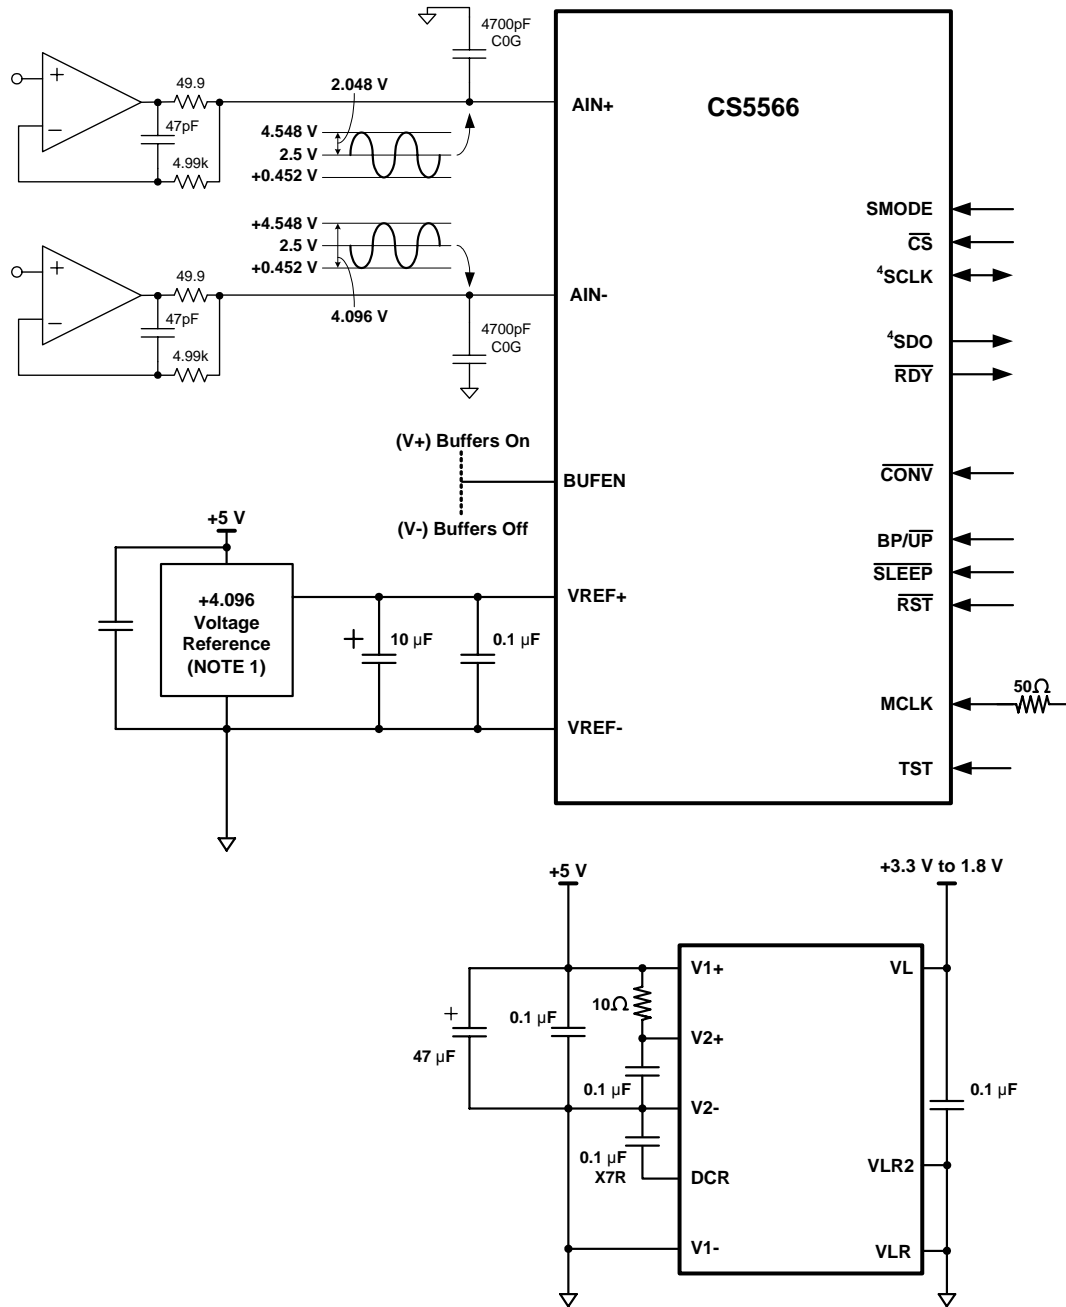 4700pF
C0G
CS5566
49.9
2.048 V
AIN+
+
−
47pF
4.548 V
2.5 V
+0.452 V
4.99k
SMODE
CS
4SCLK
4SDO
RDY
+4.548 V
2.5 V
+0.452 V
49.9
AIN-
+
−
47pF
4.096 V
4700pF
C0G
4.99k
(V+) Buffers On
BUFEN
(V-) Buffers Off
CONV
BP/UP
SLEEP
RST
+5 V
+4.096
Voltage
Reference
(NOTE 1)
VREF+
+
10 µF
0.1 µF
VREF-
50Ω
MCLK
TST
+5 V
+3.3 V to 1.8 V
V1+
VL
10Ω
+
0.1 µF
47 µF
V2+
0.1 µF
0.1 µF
V2-
0.1 µF
X7R
DCR
VLR2
V1-
VLR